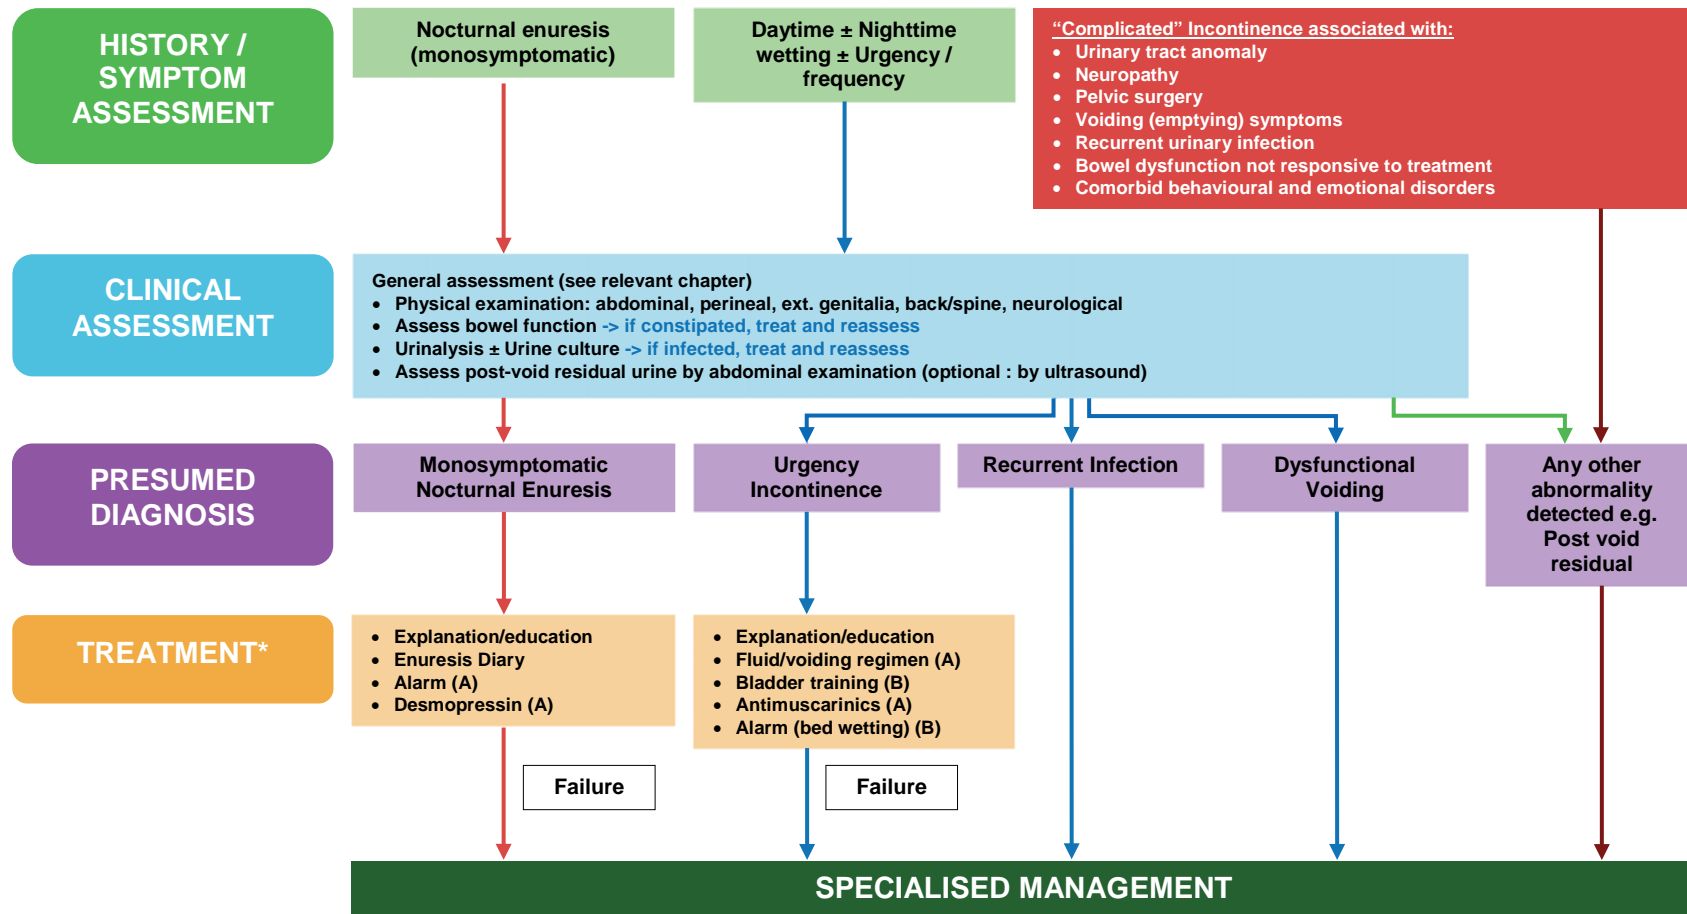 HISTORY /
SYMPTOM
ASSESSMENT
Nocturnal enuresis
(monosymptomatic)
Daytime ± Nighttime
wetting ± Urgency /
frequency
“Complicated” Incontinence associated with:
• Urinary tract anomaly
• Neuropathy
• Pelvic surgery
• Voiding (emptying) symptoms
• Recurrent urinary infection
• Bowel dysfunction not responsive to treatment
• Comorbid behavioural and emotional disorders
CLINICAL
ASSESSMENT
General assessment (see relevant chapter)
• Physical examination: abdominal, perineal, ext. genitalia, back/spine, neurological
• Assess bowel function -> if constipated, treat and reassess
• Urinalysis ± Urine culture -> if infected, treat and reassess
• Assess post-void residual urine by abdominal examination (optional : by ultrasound)
PRESUMED
DIAGNOSIS
Monosymptomatic
Nocturnal Enuresis
Urgency
Incontinence
Recurrent Infection
Dysfunctional
Voiding
Any other
abnormality
detected e.g.
Post void
residual
TREATMENT*
• Explanation/education
• Enuresis Diary
• Alarm (A)
• Desmopressin (A)
• Explanation/education
• Fluid/voiding regimen (A)
• Bladder training (B)
• Antimuscarinics (A)
• Alarm (bed wetting) (B)
Failure
Failure
SPECIALISED MANAGEMENT